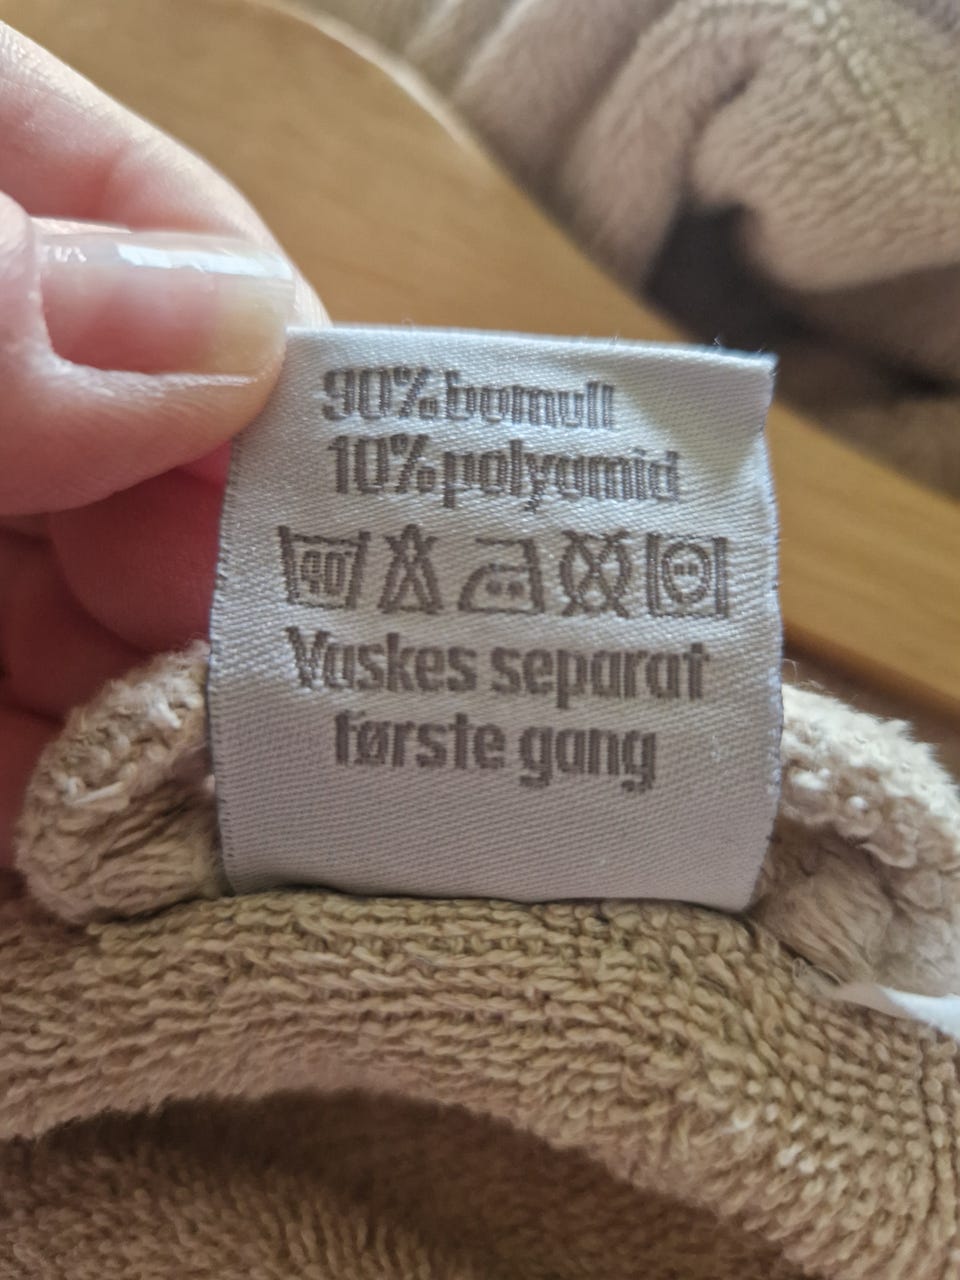 90% bomull
10% polyamid
Vaskes separat
første gang